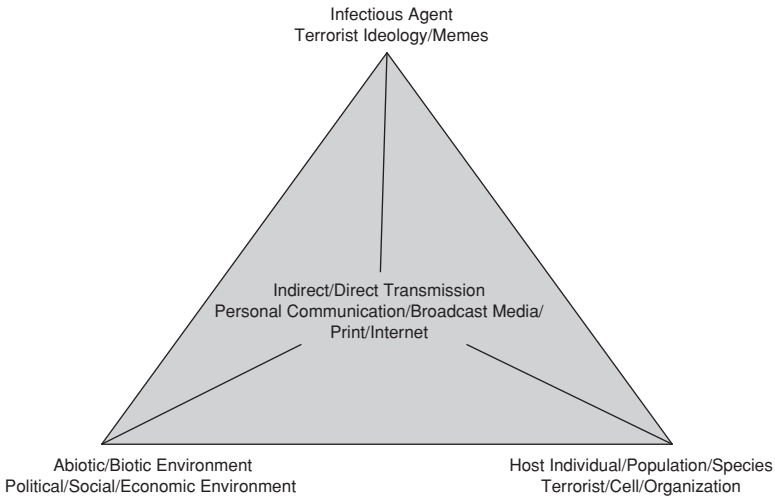 Infectious Agent
Terrorist Ideology/Memes
Indirect/Direct Transmission
Personal Communication/Broadcast Media/
Print/Internet
Abiotic/Biotic Environment
Political/Social/Economic Environment
Host Individual/Population/Species
Terrorist/Cell/Organization